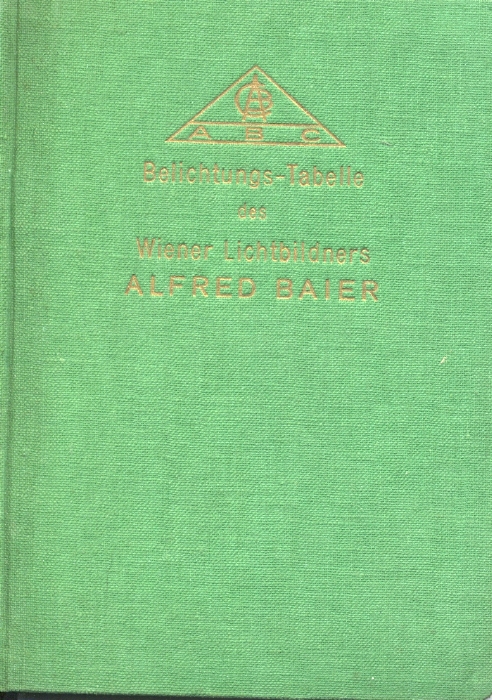 A B C
Belichtungs-Tabelle
des
Wiener Lichtbildners
ALFRED BAIER